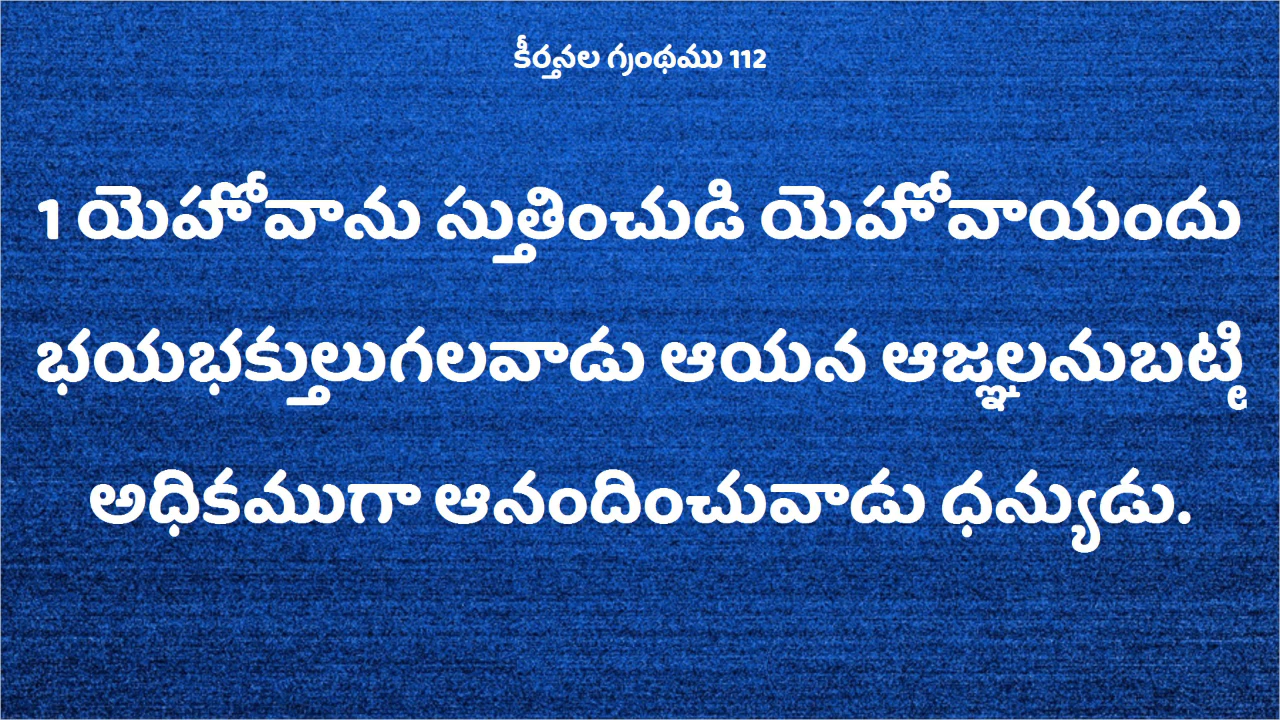 కీర్తనల గ్రంథము 112
1 యెహోవాను స్తుతించుడి యెహోవాయందు
భయభక్తులుగలవాడు ఆయన ఆజ్ఞలనుబట్టి
అధికముగా ఆనందించువాడు ధన్యుడు.